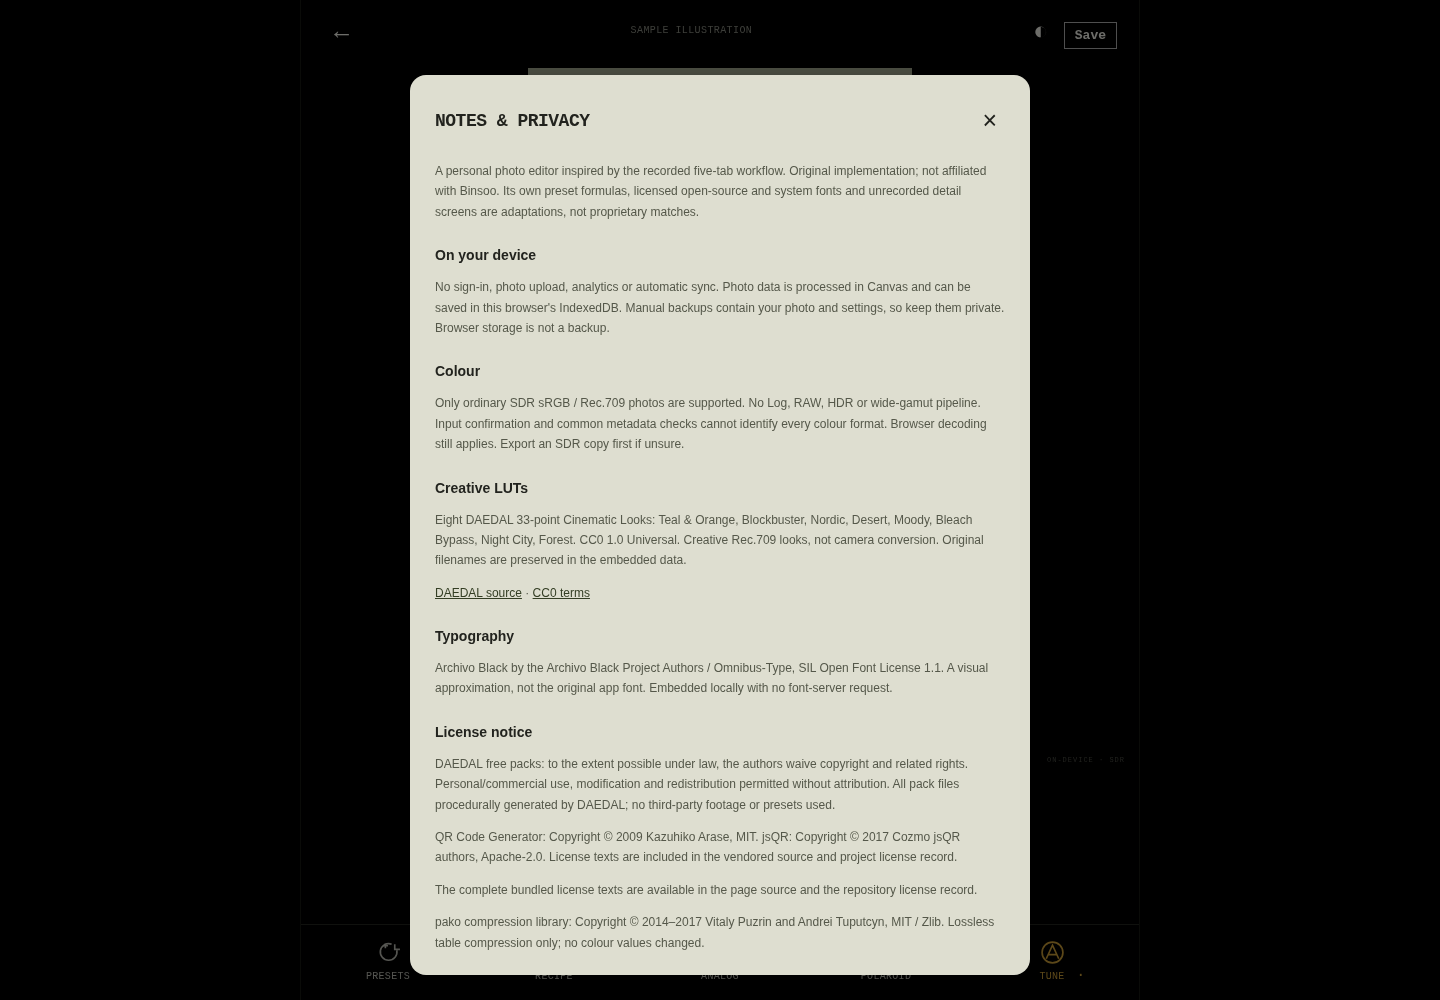 ←
SAMPLE ILLUSTRATION
Save
NOTES & PRIVACY
×
A personal photo editor inspired by the recorded five-tab workflow. Original implementation; not affiliated
with Binsoo. Its own preset formulas, licensed open-source and system fonts and unrecorded detail
screens are adaptations, not proprietary matches.
On your device
No sign-in, photo upload, analytics or automatic sync. Photo data is processed in Canvas and can be
saved in this browser's IndexedDB. Manual backups contain your photo and settings, so keep them private.
Browser storage is not a backup.
Colour
Only ordinary SDR sRGB / Rec.709 photos are supported. No Log, RAW, HDR or wide-gamut pipeline.
Input confirmation and common metadata checks cannot identify every colour format. Browser decoding
still applies. Export an SDR copy first if unsure.
Creative LUTs
Eight DAEDAL 33-point Cinematic Looks: Teal & Orange, Blockbuster, Nordic, Desert, Moody, Bleach
Bypass, Night City, Forest. CC0 1.0 Universal. Creative Rec.709 looks, not camera conversion. Original
filenames are preserved in the embedded data.
DAEDAL source · CC0 terms
Typography
Archivo Black by the Archivo Black Project Authors / Omnibus-Type, SIL Open Font License 1.1. A visual
approximation, not the original app font. Embedded locally with no font-server request.
License notice
DAEDAL free packs: to the extent possible under law, the authors waive copyright and related rights.
Personal/commercial use, modification and redistribution permitted without attribution. All pack files
procedurally generated by DAEDAL; no third-party footage or presets used.
ON-DEVICE · SDR
QR Code Generator: Copyright © 2009 Kazuhiko Arase, MIT. jsQR: Copyright © 2017 Cozmo jsQR
authors, Apache-2.0. License texts are included in the vendored source and project license record.
The complete bundled license texts are available in the page source and the repository license record.
pako compression library: Copyright © 2014–2017 Vitaly Puzrin and Andrei Tuputcyn, MIT / Zlib. Lossless
table compression only; no colour values changed.
PRESETS RECIPE ANALOG POLAROID TUNE